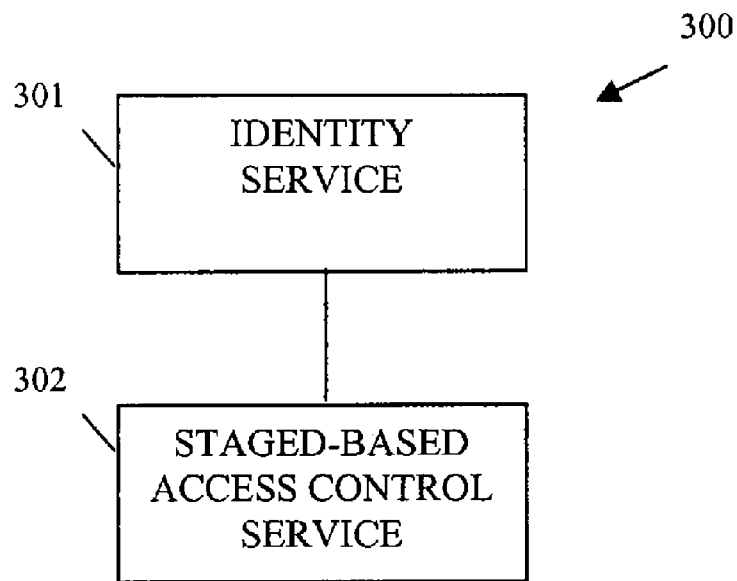 300
301
IDENTITY
SERVICE
302
STAGED-BASED
ACCESS CONTROL
SERVICE